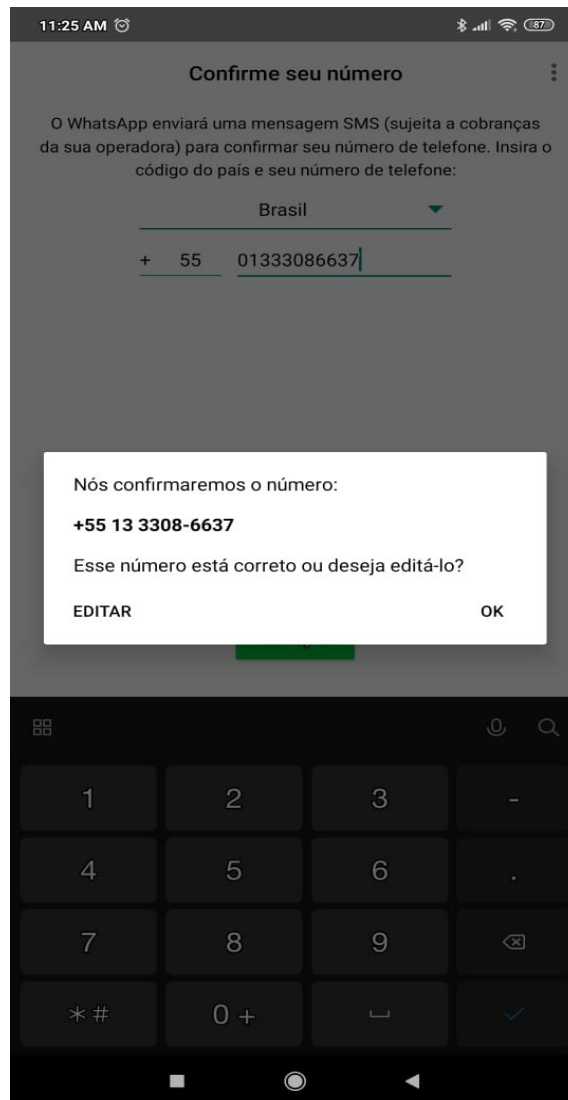 11:25 AM
87
Confirme seu número
O WhatsApp enviará uma mensagem SMS (sujeita a cobranças
da sua operadora) para confirmar seu número de telefone. Insira o
código do país e seu número de telefone:
Brasil
+ 55 01333086637
Nós confirmaremos o número:
+55 13 3308-6637
Esse número está correto ou deseja editá-lo?
EDITAR OK
1 2 3 -
4 5 6 .
7 8 9
*# 0 +